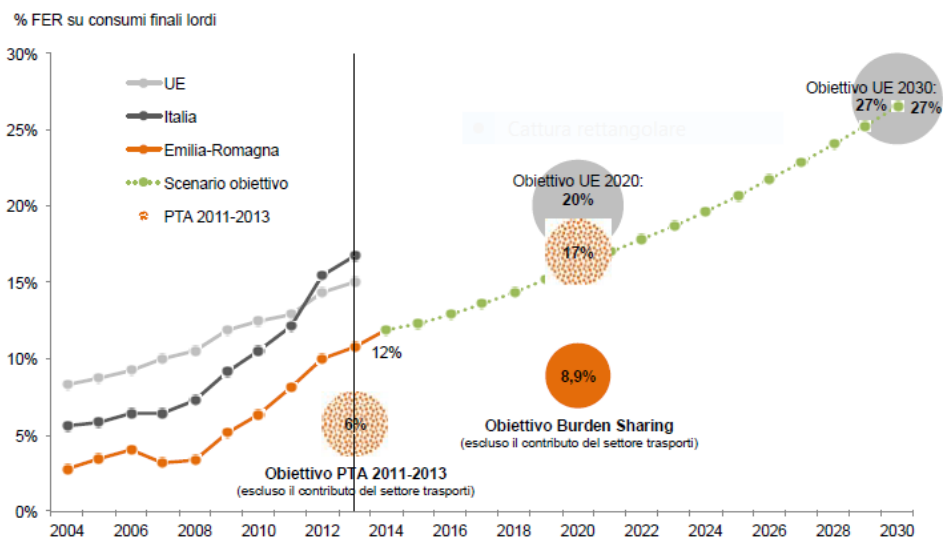 % FER su consumi finali lordi
30%
25%
20%
15%
10%
5%
0%
UE
Italia
Emilia-Romagna
Scenario obiettivo
PTA 2011-2013
Cattura rettangolare
Obiettivo UE 2030:
27%
27%
Obiettivo UE 2020:
20%
17%
12%
8,9%
Obiettivo Burden Sharing
(escluso il contributo del settore trasporti)
6%
Obiettivo PTA 2011-2013
(escluso il contributo del settore trasporti)
2004 2006 2008 2010 2012 2014 2016 2018 2020 2022 2024 2026 2028 2030